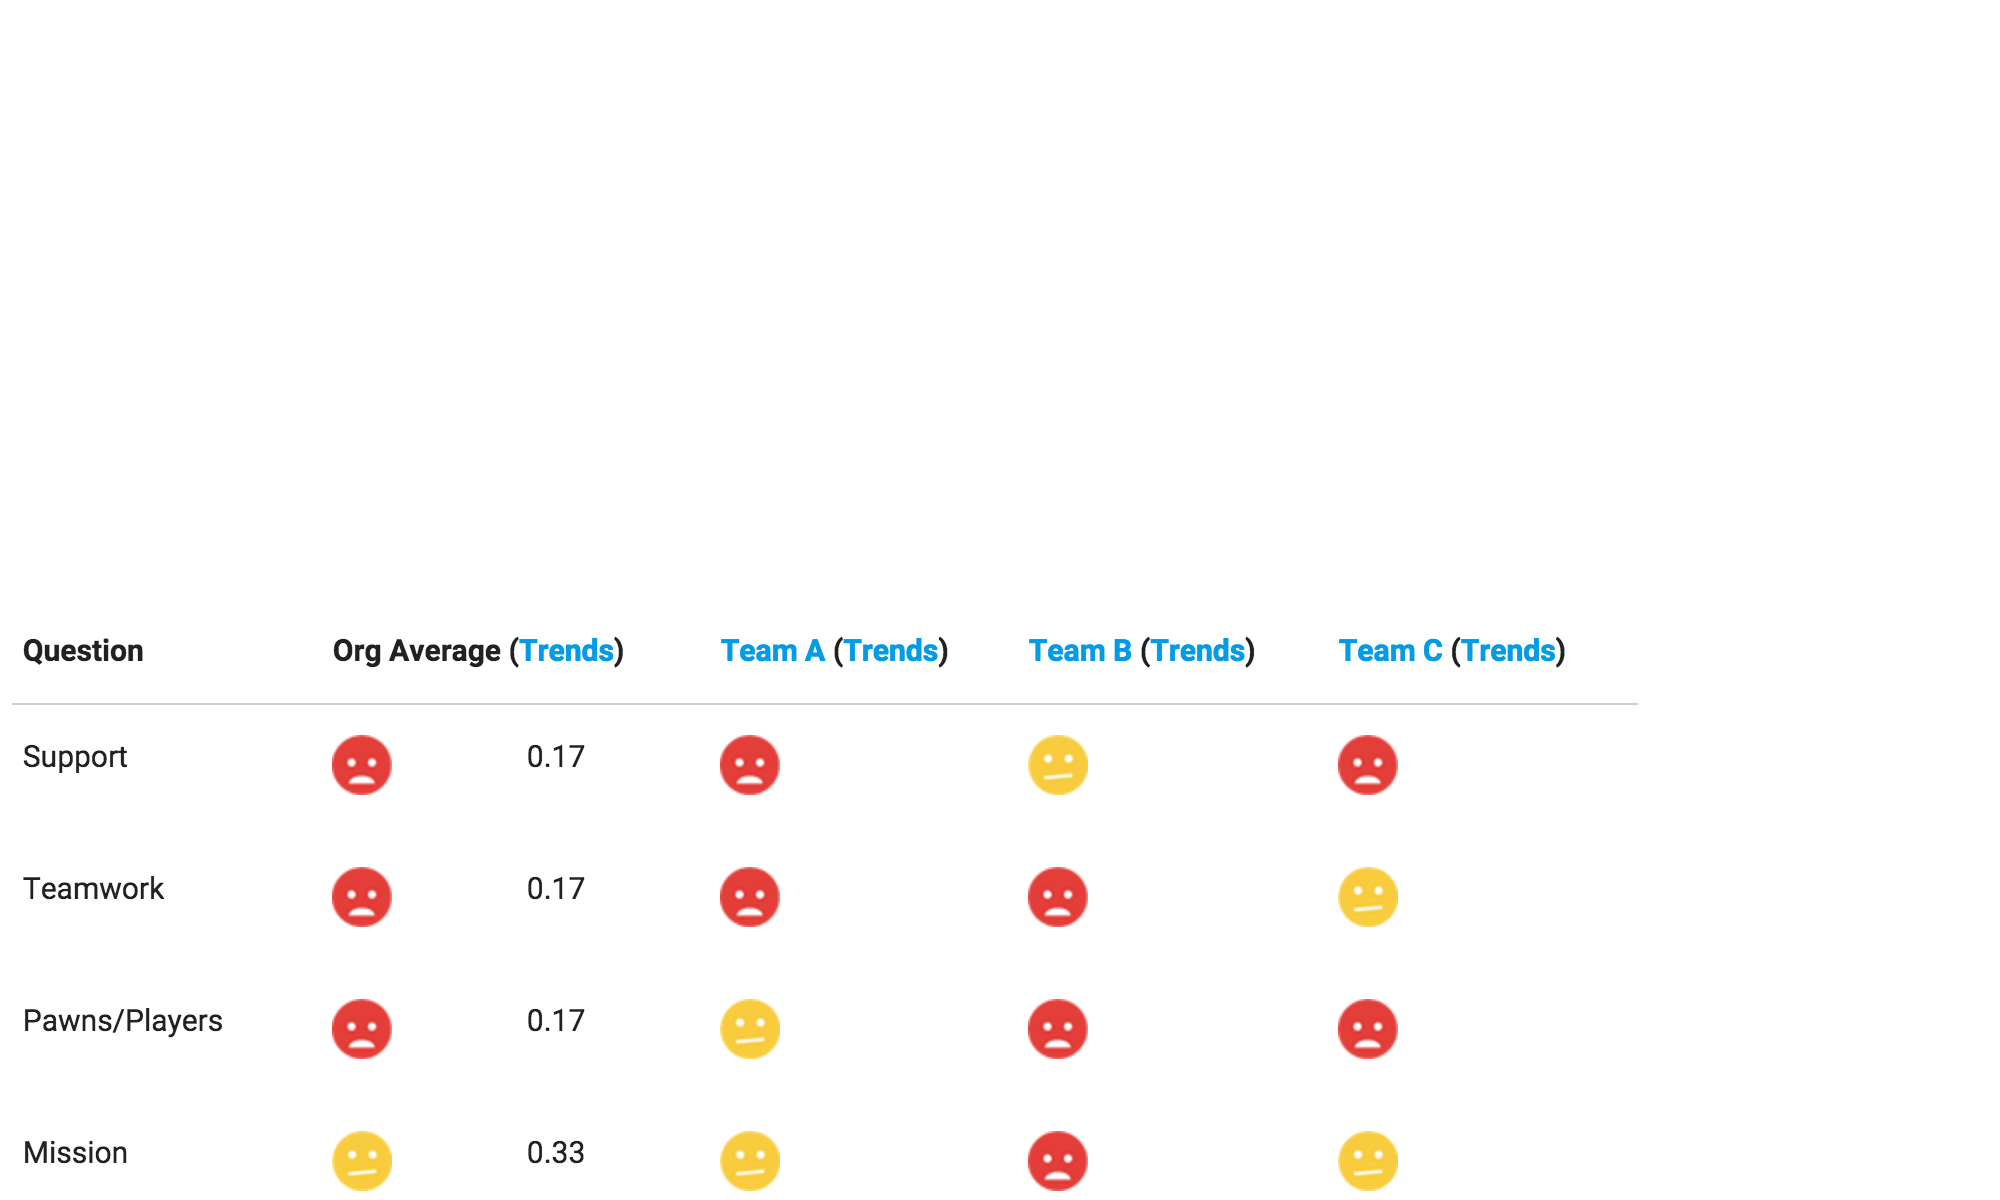 Question Org Average (Trends) Team A (Trends) Team B (Trends) Team C (Trends)
Support 0.17
Teamwork 0.17
Pawns/Players 0.17
Mission 0.33